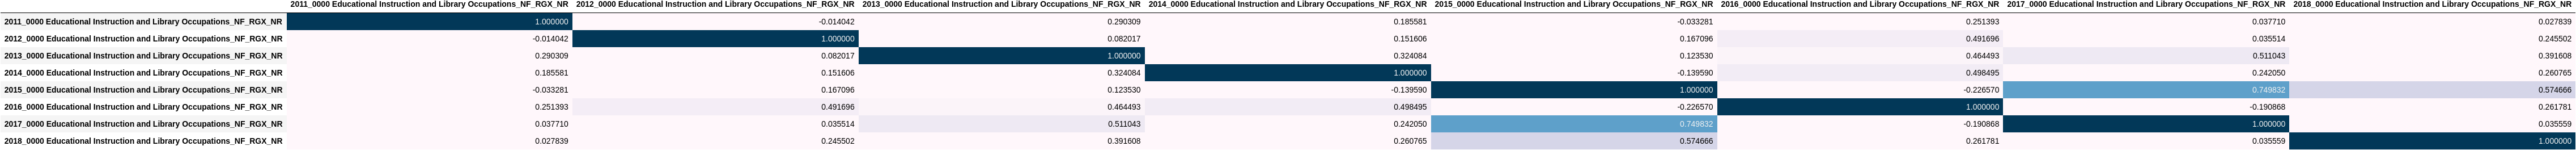 2011_0000 Educational Instruction and Library Occupations_NF_RGX_NR 2012_0000 Educational Instruction and Library Occupations_NF_RGX_NR 2013_0000 Educational Instruction and Library Occupations_NF_RGX_NR 2014_0000 Educational Instruction and Library Occupations_NF_RGX_NR 2015_0000 Educational Instruction and Library Occupations_NF_RGX_NR 2016_0000 Educational Instruction and Library Occupations_NF_RGX_NR 2017_0000 Educational Instruction and Library Occupations_NF_RGX_NR 2018_0000 Educational Instruction and Library Occupations_NF_RGX_NR
2011_0000 Educational Instruction and Library Occupations_NF_RGX_NR 1.000000 -0.014042 0.290309 0.185581 -0.033281 0.251393 0.037710 0.027839
2012_0000 Educational Instruction and Library Occupations_NF_RGX_NR -0.014042 1.000000 0.082017 0.151606 0.167096 0.491696 0.035514 0.245502
2013_0000 Educational Instruction and Library Occupations_NF_RGX_NR 0.290309 0.082017 1.000000 0.324084 0.123530 0.464493 0.511043 0.391608
2014_0000 Educational Instruction and Library Occupations_NF_RGX_NR 0.185581 0.151606 0.324084 1.000000 -0.139590 0.498495 0.242050 0.260765
2015_0000 Educational Instruction and Library Occupations_NF_RGX_NR -0.033281 0.167096 0.123530 -0.139590 1.000000 -0.226570 0.749832 0.574666
2016_0000 Educational Instruction and Library Occupations_NF_RGX_NR 0.251393 0.491696 0.464493 0.498495 -0.226570 1.000000 -0.190868 0.261781
2017_0000 Educational Instruction and Library Occupations_NF_RGX_NR 0.037710 0.035514 0.511043 0.242050 0.749832 -0.190868 1.000000 0.035559
2018_0000 Educational Instruction and Library Occupations_NF_RGX_NR 0.027839 0.245502 0.391608 0.260765 0.574666 0.261781 0.035559 1.000000